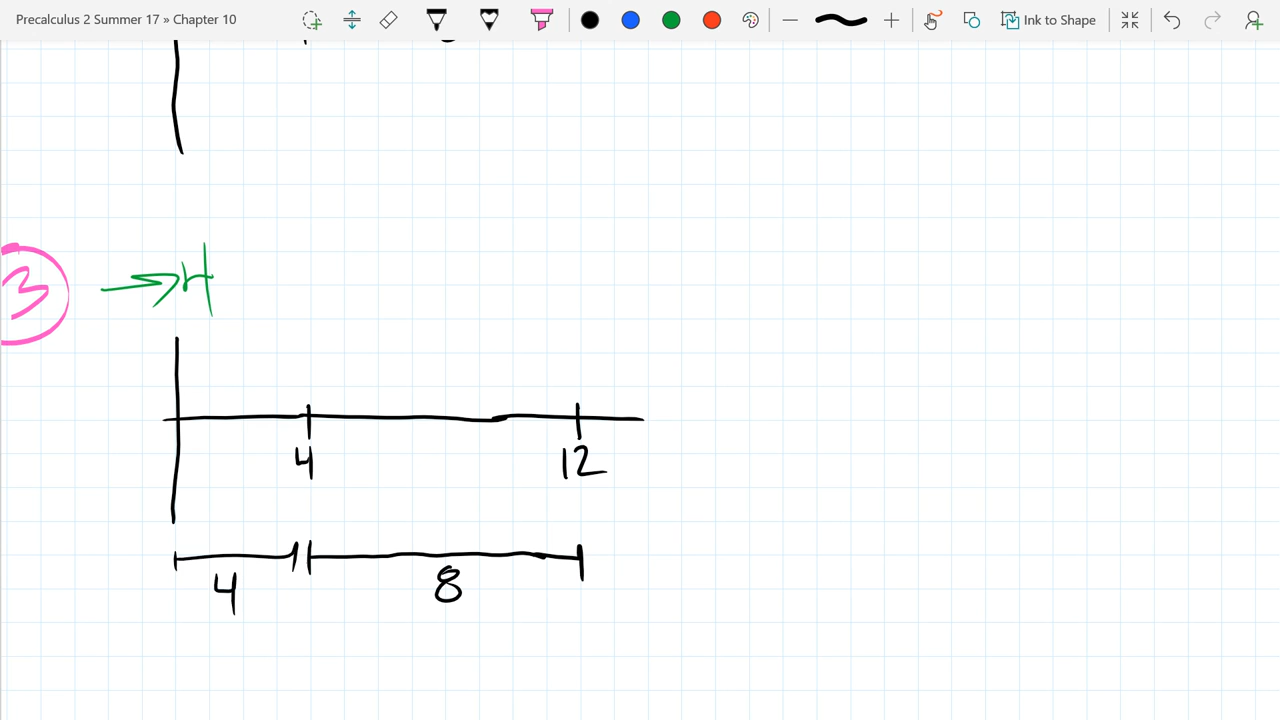 Precalculus 2 Summer 17 » Chapter 10
Ink to Shape
3 → H
4 12
4 8